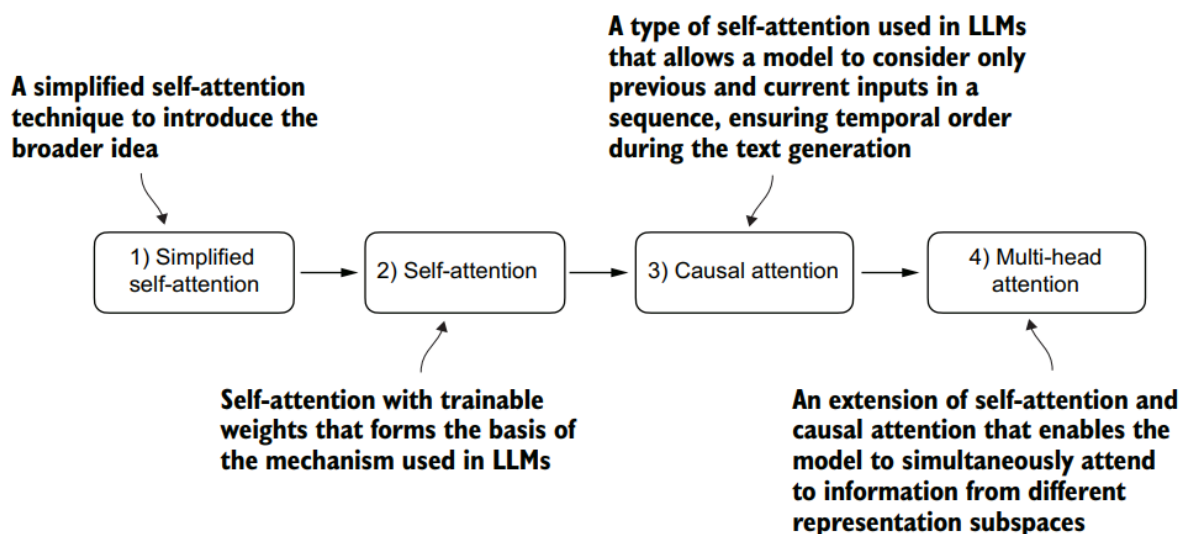 A simplified self-attention
technique to introduce the
broader idea
A type of self-attention used in LLMs
that allows a model to consider only
previous and current inputs in a
sequence, ensuring temporal order
during the text generation
1) Simplified
self-attention
2) Self-attention
3) Causal attention
4) Multi-head
attention
Self-attention with trainable
weights that forms the basis of
the mechanism used in LLMs
An extension of self-attention and
causal attention that enables the
model to simultaneously attend
to information from different
representation subspaces